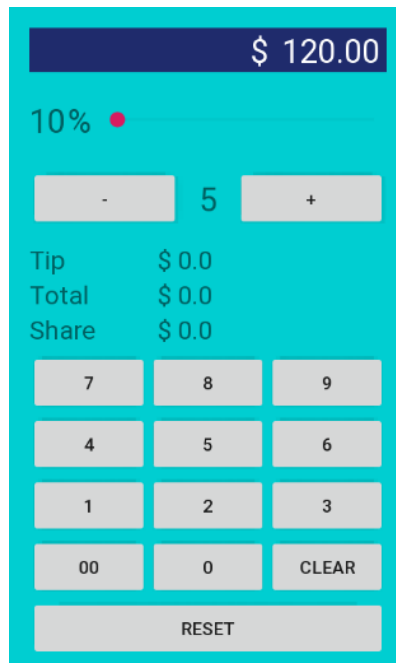 $ 120.00
10%
- 5 +
Tip $ 0.0
Total $ 0.0
Share $ 0.0
7 8 9
4 5 6
1 2 3
00 0 CLEAR
RESET